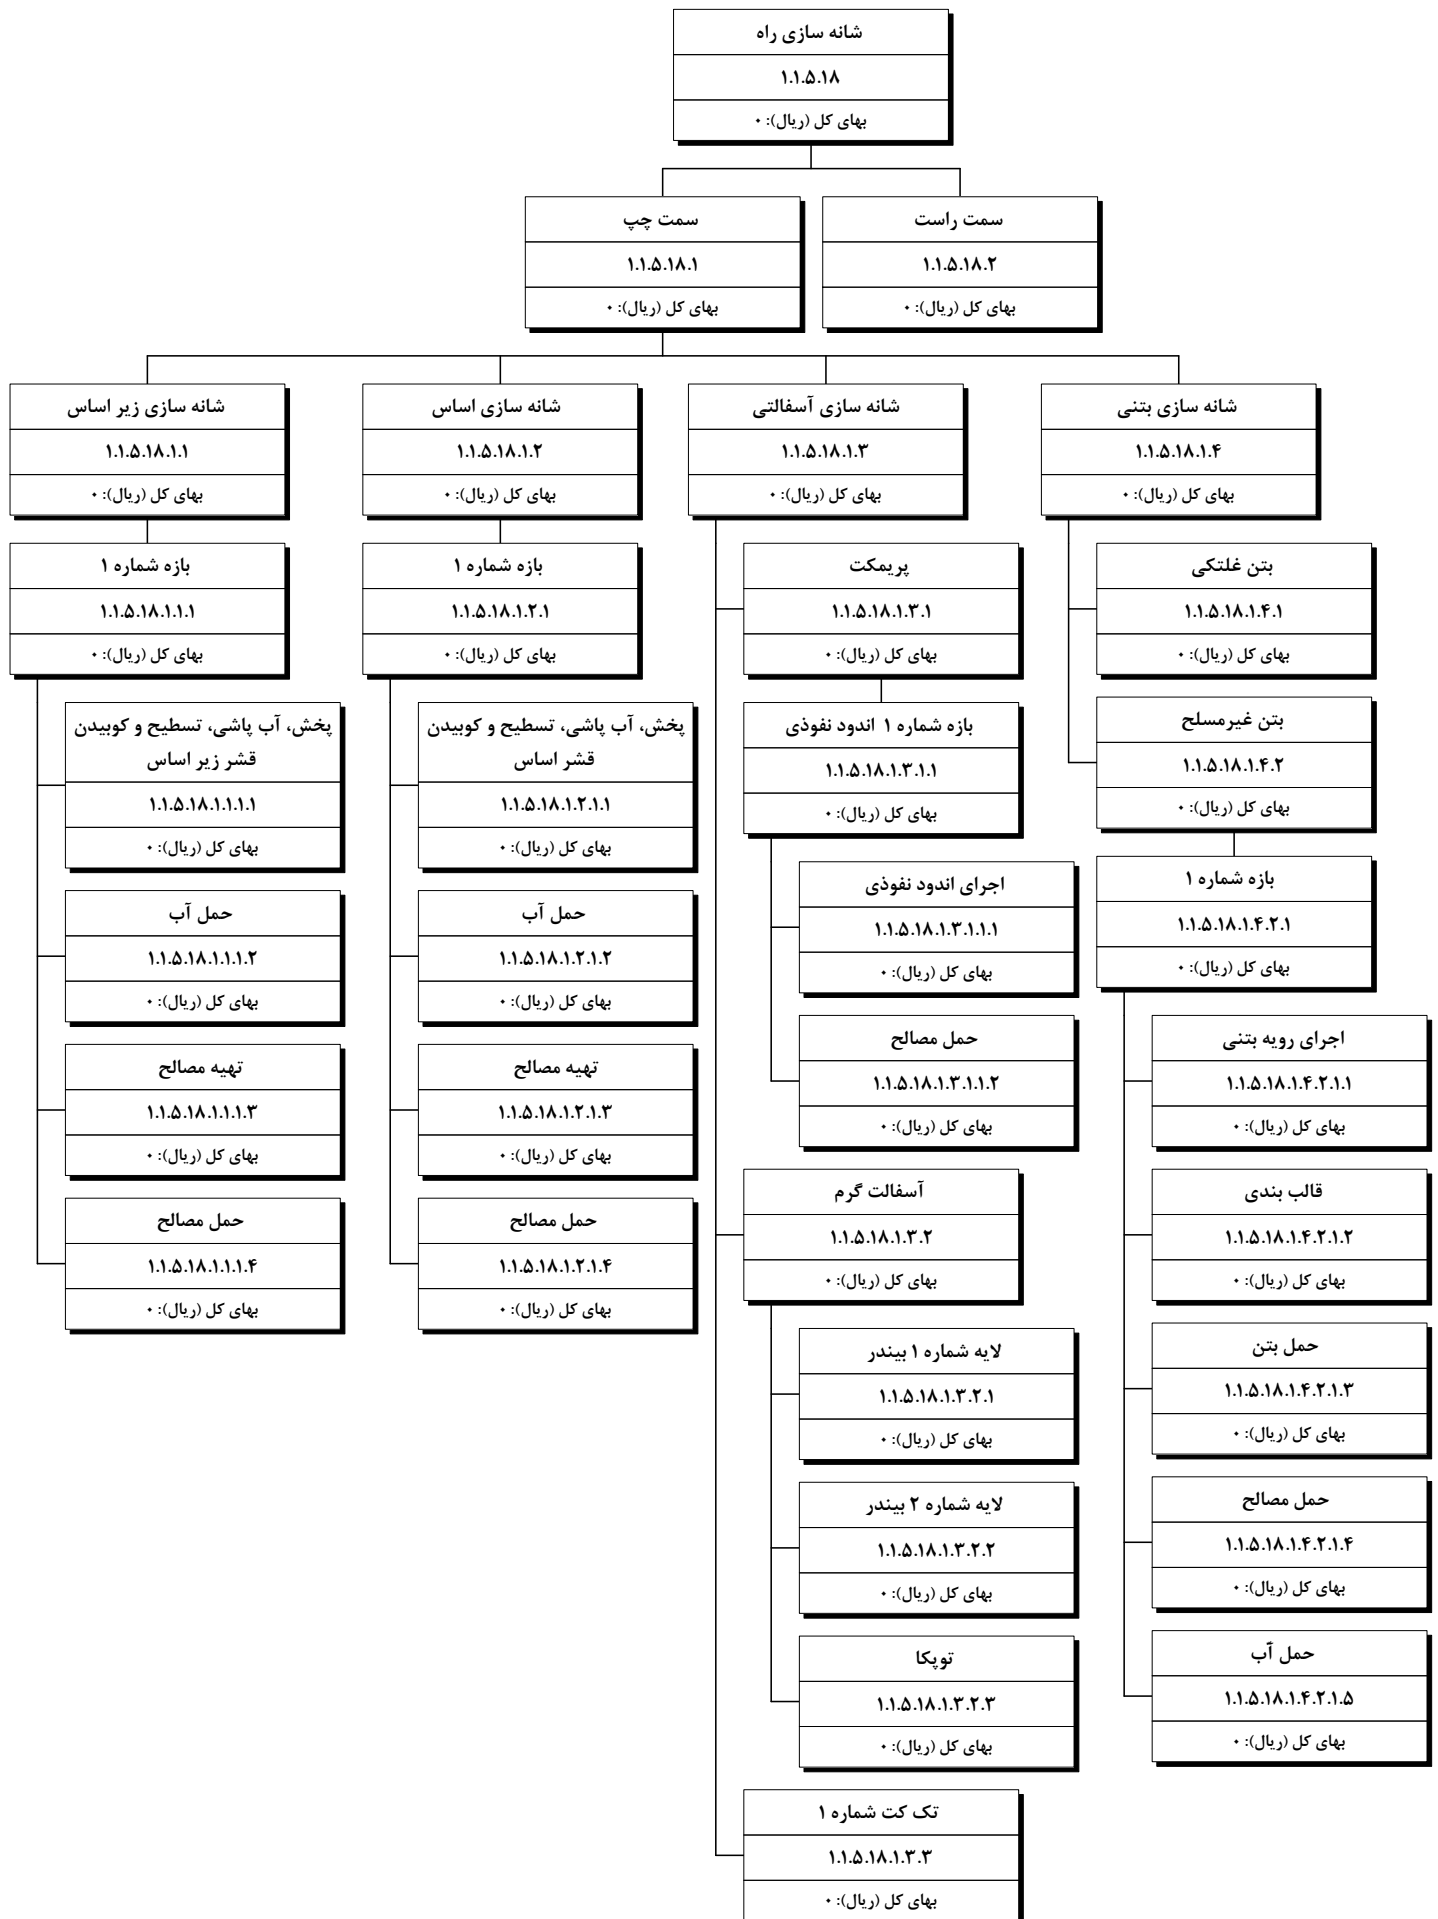 شانه سازی راه
۱.۱.۵.۱۸
بهای کل (ریال): ۰
سمت چپ
۱.۱.۵.۱۸.۱
بهای کل (ریال): ۰
سمت راست
۱.۱.۵.۱۸.۲
بهای کل (ریال): ۰
شانه سازی زیر اساس
۱.۱.۵.۱۸.۱.۱
بهای کل (ریال): ۰
بازه شماره ۱
۱.۱.۵.۱۸.۱.۱.۱
بهای کل (ریال): ۰
پخش، آب پاشی، تسطیح و کوبیدن
قشر زیر اساس
۱.۱.۵.۱۸.۱.۱.۱.۱
بهای کل (ریال): ۰
حمل آب
۱.۱.۵.۱۸.۱.۱.۱.۲
بهای کل (ریال): ۰
تهیه مصالح
۱.۱.۵.۱۸.۱.۱.۱.۳
بهای کل (ریال): ۰
حمل مصالح
۱.۱.۵.۱۸.۱.۱.۱.۴
بهای کل (ریال): ۰
شانه سازی اساس
۱.۱.۵.۱۸.۱.۲
بهای کل (ریال): ۰
بازه شماره ۱
۱.۱.۵.۱۸.۱.۲.۱
بهای کل (ریال): ۰
پخش، آب پاشی، تسطیح و کوبیدن
قشر اساس
۱.۱.۵.۱۸.۱.۲.۱.۱
بهای کل (ریال): ۰
حمل آب
۱.۱.۵.۱۸.۱.۲.۱.۲
بهای کل (ریال): ۰
تهیه مصالح
۱.۱.۵.۱۸.۱.۲.۱.۳
بهای کل (ریال): ۰
حمل مصالح
۱.۱.۵.۱۸.۱.۲.۱.۴
بهای کل (ریال): ۰
شانه سازی آسفالتی
۱.۱.۵.۱۸.۱.۳
بهای کل (ریال): ۰
پریمکت
۱.۱.۵.۱۸.۱.۳.۱
بهای کل (ریال): ۰
بازه شماره ۱ اندود نفوذی
۱.۱.۵.۱۸.۱.۳.۱.۱
بهای کل (ریال): ۰
اجرای اندود نفوذی
۱.۱.۵.۱۸.۱.۳.۱.۱.۱
بهای کل (ریال): ۰
حمل مصالح
۱.۱.۵.۱۸.۱.۳.۱.۱.۲
بهای کل (ریال): ۰
آسفالت گرم
۱.۱.۵.۱۸.۱.۳.۲
بهای کل (ریال): ۰
لایه شماره ۱ بیندر
۱.۱.۵.۱۸.۱.۳.۲.۱
بهای کل (ریال): ۰
لایه شماره ۲ بیندر
۱.۱.۵.۱۸.۱.۳.۲.۲
بهای کل (ریال): ۰
توپکا
۱.۱.۵.۱۸.۱.۳.۲.۳
بهای کل (ریال): ۰
تک کت شماره ۱
۱.۱.۵.۱۸.۱.۳.۳
بهای کل (ریال): ۰
شانه سازی بتنی
۱.۱.۵.۱۸.۱.۴
بهای کل (ریال): ۰
بتن غلتکی
۱.۱.۵.۱۸.۱.۴.۱
بهای کل (ریال): ۰
بتن غیرمسلح
۱.۱.۵.۱۸.۱.۴.۲
بهای کل (ریال): ۰
بازه شماره ۱
۱.۱.۵.۱۸.۱.۴.۲.۱
بهای کل (ریال): ۰
اجرای رویه بتنی
۱.۱.۵.۱۸.۱.۴.۲.۱.۱
بهای کل (ریال): ۰
قالب بندی
۱.۱.۵.۱۸.۱.۴.۲.۱.۲
بهای کل (ریال): ۰
حمل بتن
۱.۱.۵.۱۸.۱.۴.۲.۱.۳
بهای کل (ریال): ۰
حمل مصالح
۱.۱.۵.۱۸.۱.۴.۲.۱.۴
بهای کل (ریال): ۰
حمل آب
۱.۱.۵.۱۸.۱.۴.۲.۱.۵
بهای کل (ریال): ۰